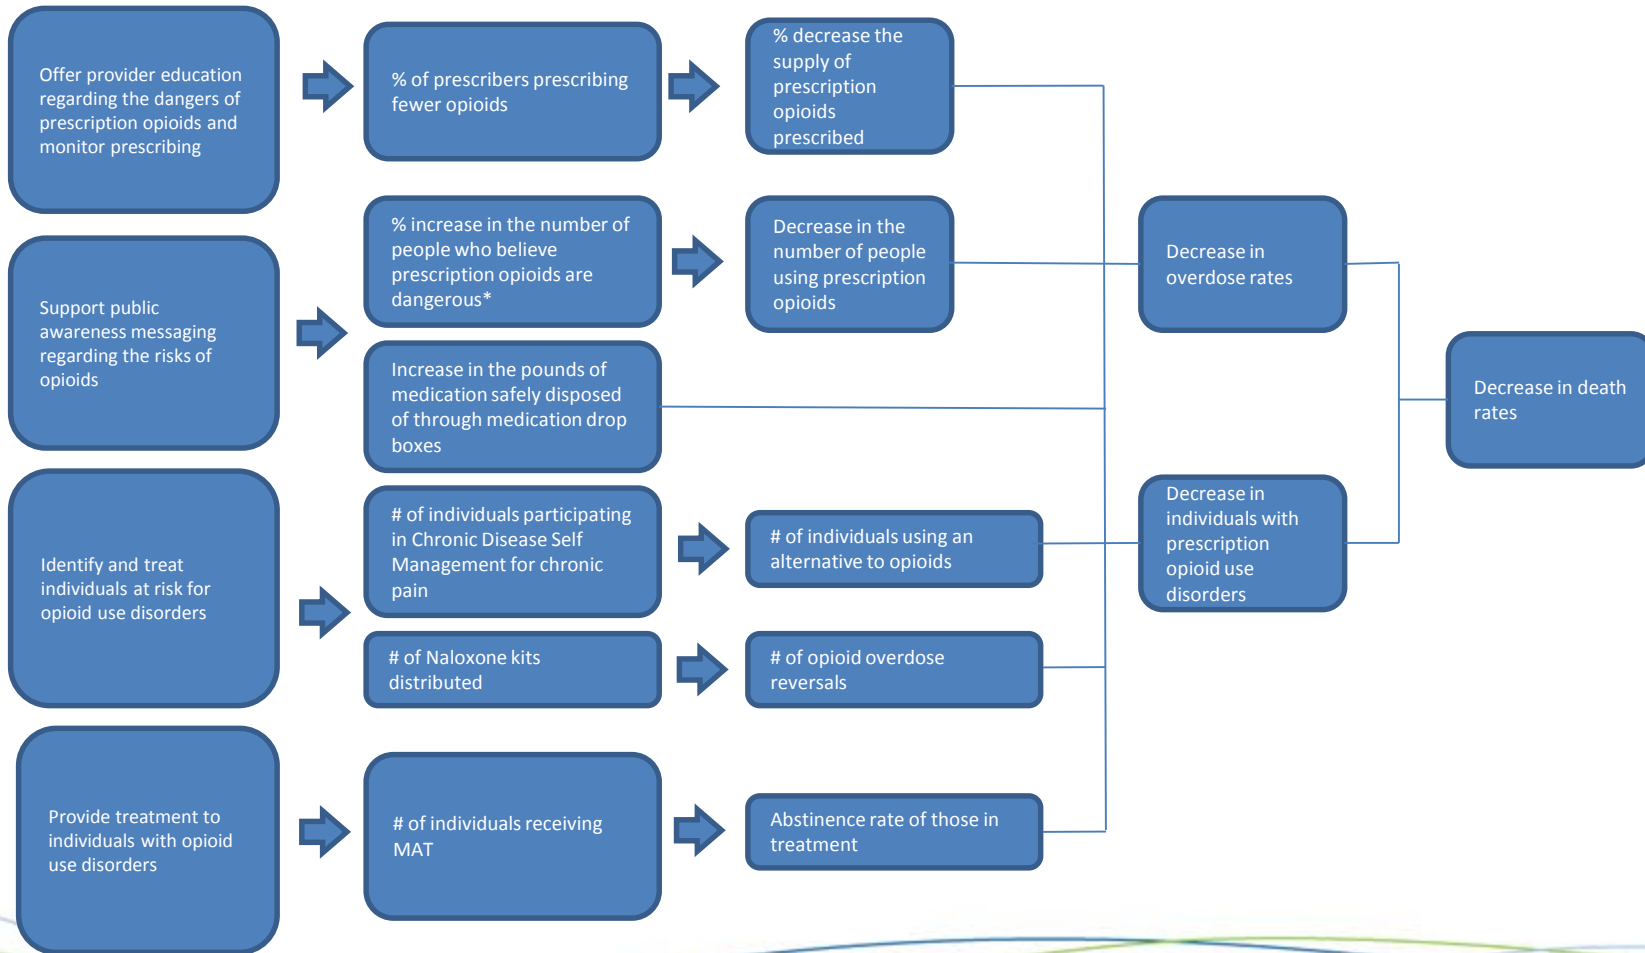 Offer provider education
regarding the dangers of
prescription opioids and
monitor prescribing
% of prescribers prescribing
fewer opioids
% decrease the
supply of
prescription
opioids
prescribed
Support public
awareness messaging
regarding the risks of
opioids
% increase in the number of
people who believe
prescription opioids are
dangerous*
Decrease in the
number of people
using prescription
opioids
Increase in the pounds of
medication safely disposed
of through medication drop
boxes
Identify and treat
individuals at risk for
opioid use disorders
# of individuals participating
in Chronic Disease Self
Management for chronic
pain
# of individuals using an
alternative to opioids
# of Naloxone kits
distributed
# of opioid overdose
reversals
Provide treatment to
individuals with opioid
use disorders
# of individuals receiving
MAT
Abstinence rate of those in
treatment
Decrease in
overdose rates
Decrease in
individuals with
prescription
opioid use
disorders
Decrease in death
rates